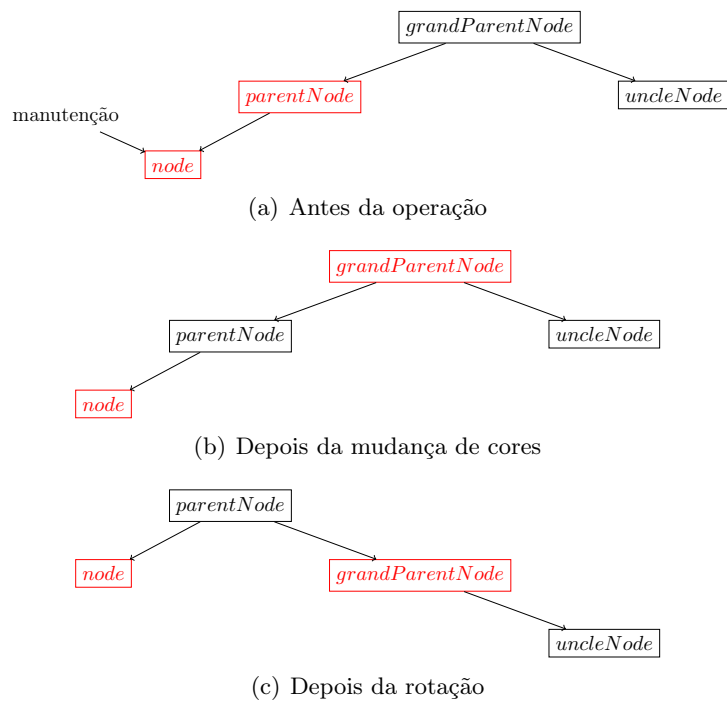 grandParentNode
parentNode
uncleNode
manutenção
node
(a) Antes da operação
grandParentNode
parentNode
uncleNode
node
(b) Depois da mudança de cores
parentNode
node
grandParentNode
uncleNode
(c) Depois da rotação